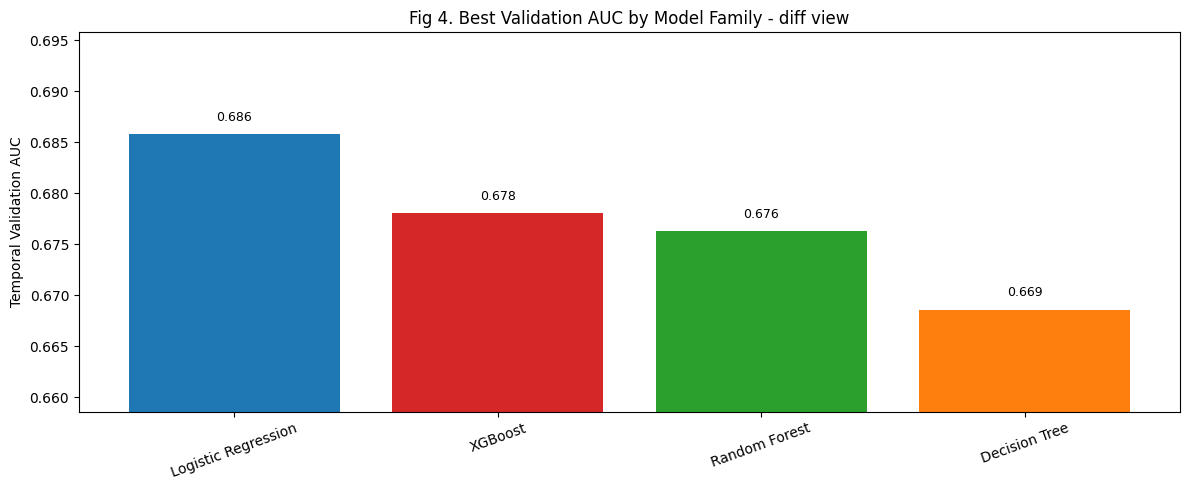 Fig 4. Best Validation AUC by Model Family - diff view
Temporal Validation AUC
0.695
0.690
0.685
0.680
0.675
0.670
0.665
0.660
0.686
0.678
0.676
0.669
Logistic Regression
XGBoost
Random Forest
Decision Tree